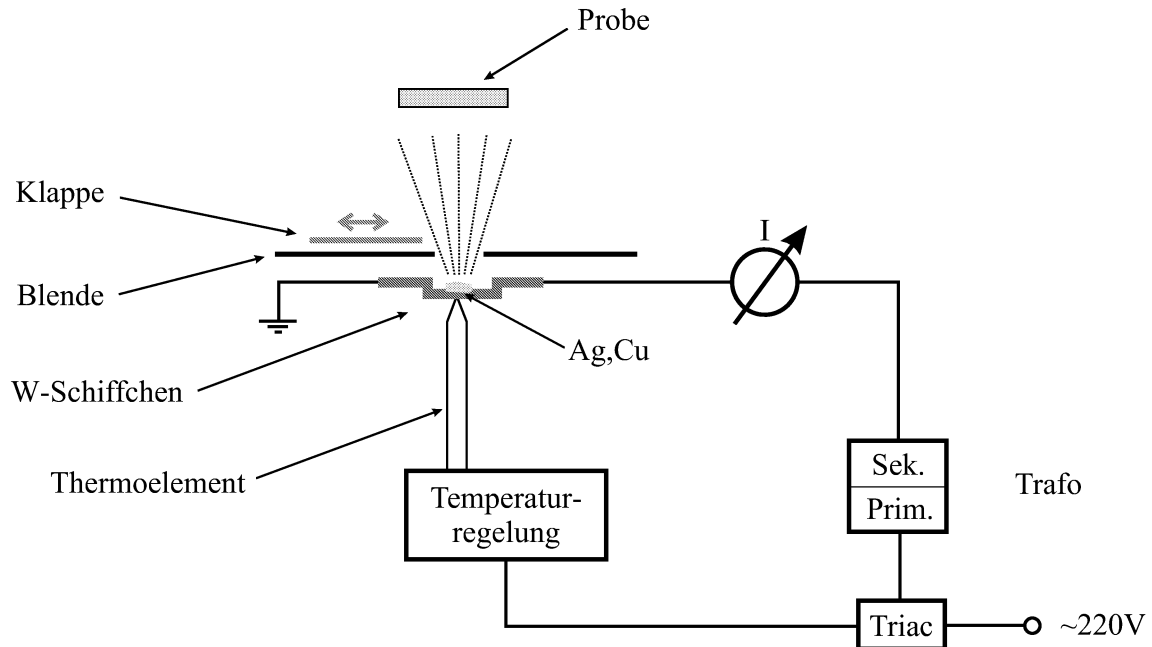 Probe
Klappe
I
Blende
Ag,Cu
W-Schiffchen
Thermoelement
Temperatur-
regelung
Sek.
Prim.
Trafo
Triac
~220V